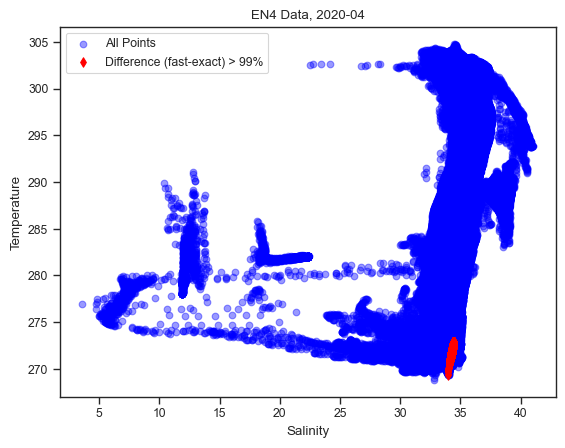 EN4 Data, 2020-04
All Points
Difference (fast-exact) > 99%
Temperature
305
300
295
290
285
280
275
270
5 10 15 20 25 30 35 40
Salinity